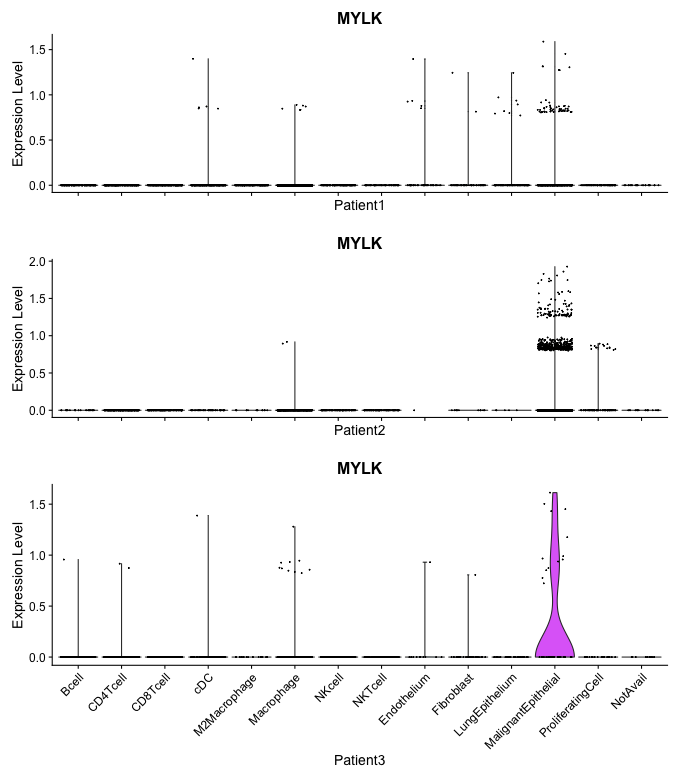 MYLK
Expression Level
1.5
1.0
0.5
0.0
Patient1
MYLK
Expression Level
2.0
1.5
1.0
0.5
0.0
Patient2
MYLK
Expression Level
1.5
1.0
0.5
0.0
Bcell
CD4Tcell
CD8Tcell
cDC
M2Macrophage
Macrophage
NKcell
NKTcell
Endothelium
Fibroblast
LungEpithelium
MalignantEpithelial
ProliferatingCell
NotAvail
Patient3